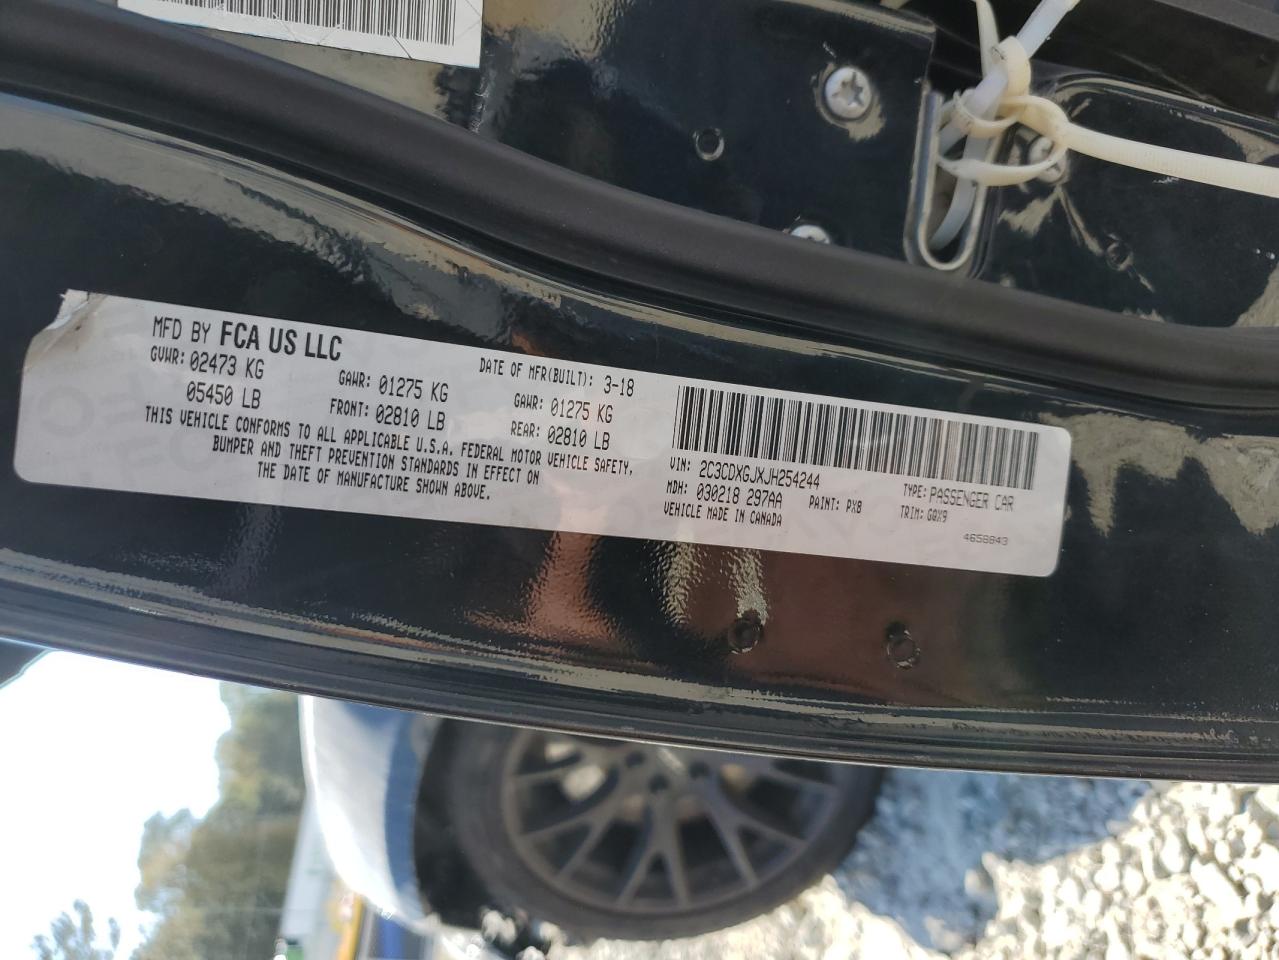 MFD BY FCA US LLC
DATE OF MFR(BUILT): 3-18
GVWR: 02473 KG
05450 LB
GAWR: 01275 KG
FRONT: 02810 LB
GAWR: 01275 KG
REAR: 02810 LB
THIS VEHICLE CONFORMS TO ALL APPLICABLE U.S.A. FEDERAL MOTOR VEHICLE SAFETY,
BUMPER AND THEFT PREVENTION STANDARDS IN EFFECT ON
THE DATE OF MANUFACTURE SHOWN ABOVE.
VIN: 2C3CDXGJXJH254244
TYPE: PASSENGER CAR
MDH: 030218 297AA
PAINT: PX8
TRIM: GQX9
VEHICLE MADE IN CANADA
4658843